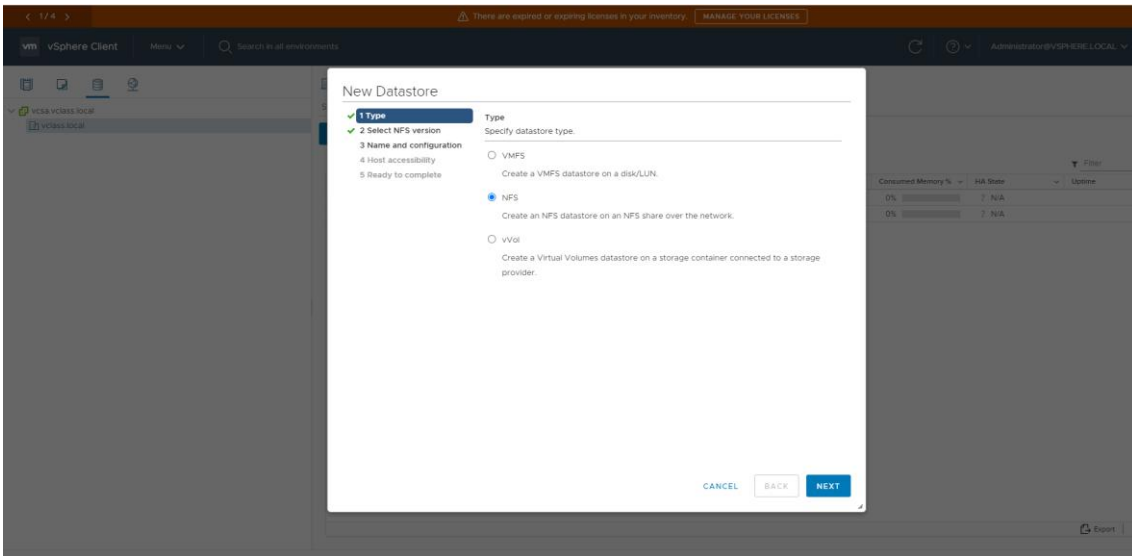 1 / 4
There are expired or expiring licenses in your inventory. MANAGE YOUR LICENSES
vm vSphere Client Menu Search in all environments Administrator@VSPHERE.LOCAL
vcsa.vclass.local
vclass.local
New Datastore
1 Type
2 Select NFS version
3 Name and configuration
4 Host accessibility
5 Ready to complete
Type
Specify datastore type.
VMFS
Create a VMFS datastore on a disk/LUN.
NFS
Create an NFS datastore on an NFS share over the network.
vVol
Create a Virtual Volumes datastore on a storage container connected to a storage
provider.
CANCEL BACK NEXT
Filter
Consumed Memory % HA State Uptime
0% ? N/A
0% ? N/A
Export